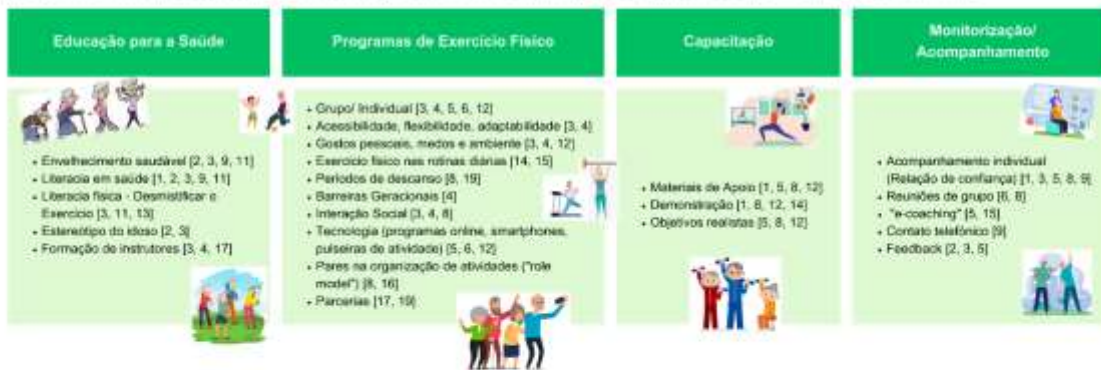 Educação para a Saúde
Envelhecimento saudável [2, 3, 9, 11]
Literacia em saúde [1, 2, 3, 9, 11]
Literacia física - Desmistificar o
Exercício [3, 11, 13]
Estereótipo do idoso [2, 3]
Formação de instrutores [3, 4, 17]
Programas de Exercício Físico
Grupo/ Individual [3, 4, 5, 6, 12]
Acessibilidade, flexibilidade, adaptabilidade [3, 4]
Gostos pessoais, medos e ambiente [3, 4, 12]
Exercício físico nas rotinas diárias [14, 15]
Períodos de descanso [8, 19]
Barreiras Geracionais [4]
Interação Social [3, 4, 8]
Tecnologia (programas online, smartphones,
pulseiras de atividade) [5, 6, 12]
Pares na organização de atividades ("role
model") [8, 16]
Parcerias [17, 19]
Capacitação
Materiais de Apoio [1, 5, 8, 12]
Demonstração [1, 8, 12, 14]
Objetivos realistas [5, 8, 12]
Monitorização/
Acompanhamento
Acompanhamento individual
(Relação de confiança) [1, 3, 5, 8, 9]
Reuniões de grupo [6, 8]
"e-coaching" [5, 15]
Contato telefónico [9]
Feedback [2, 3, 5]